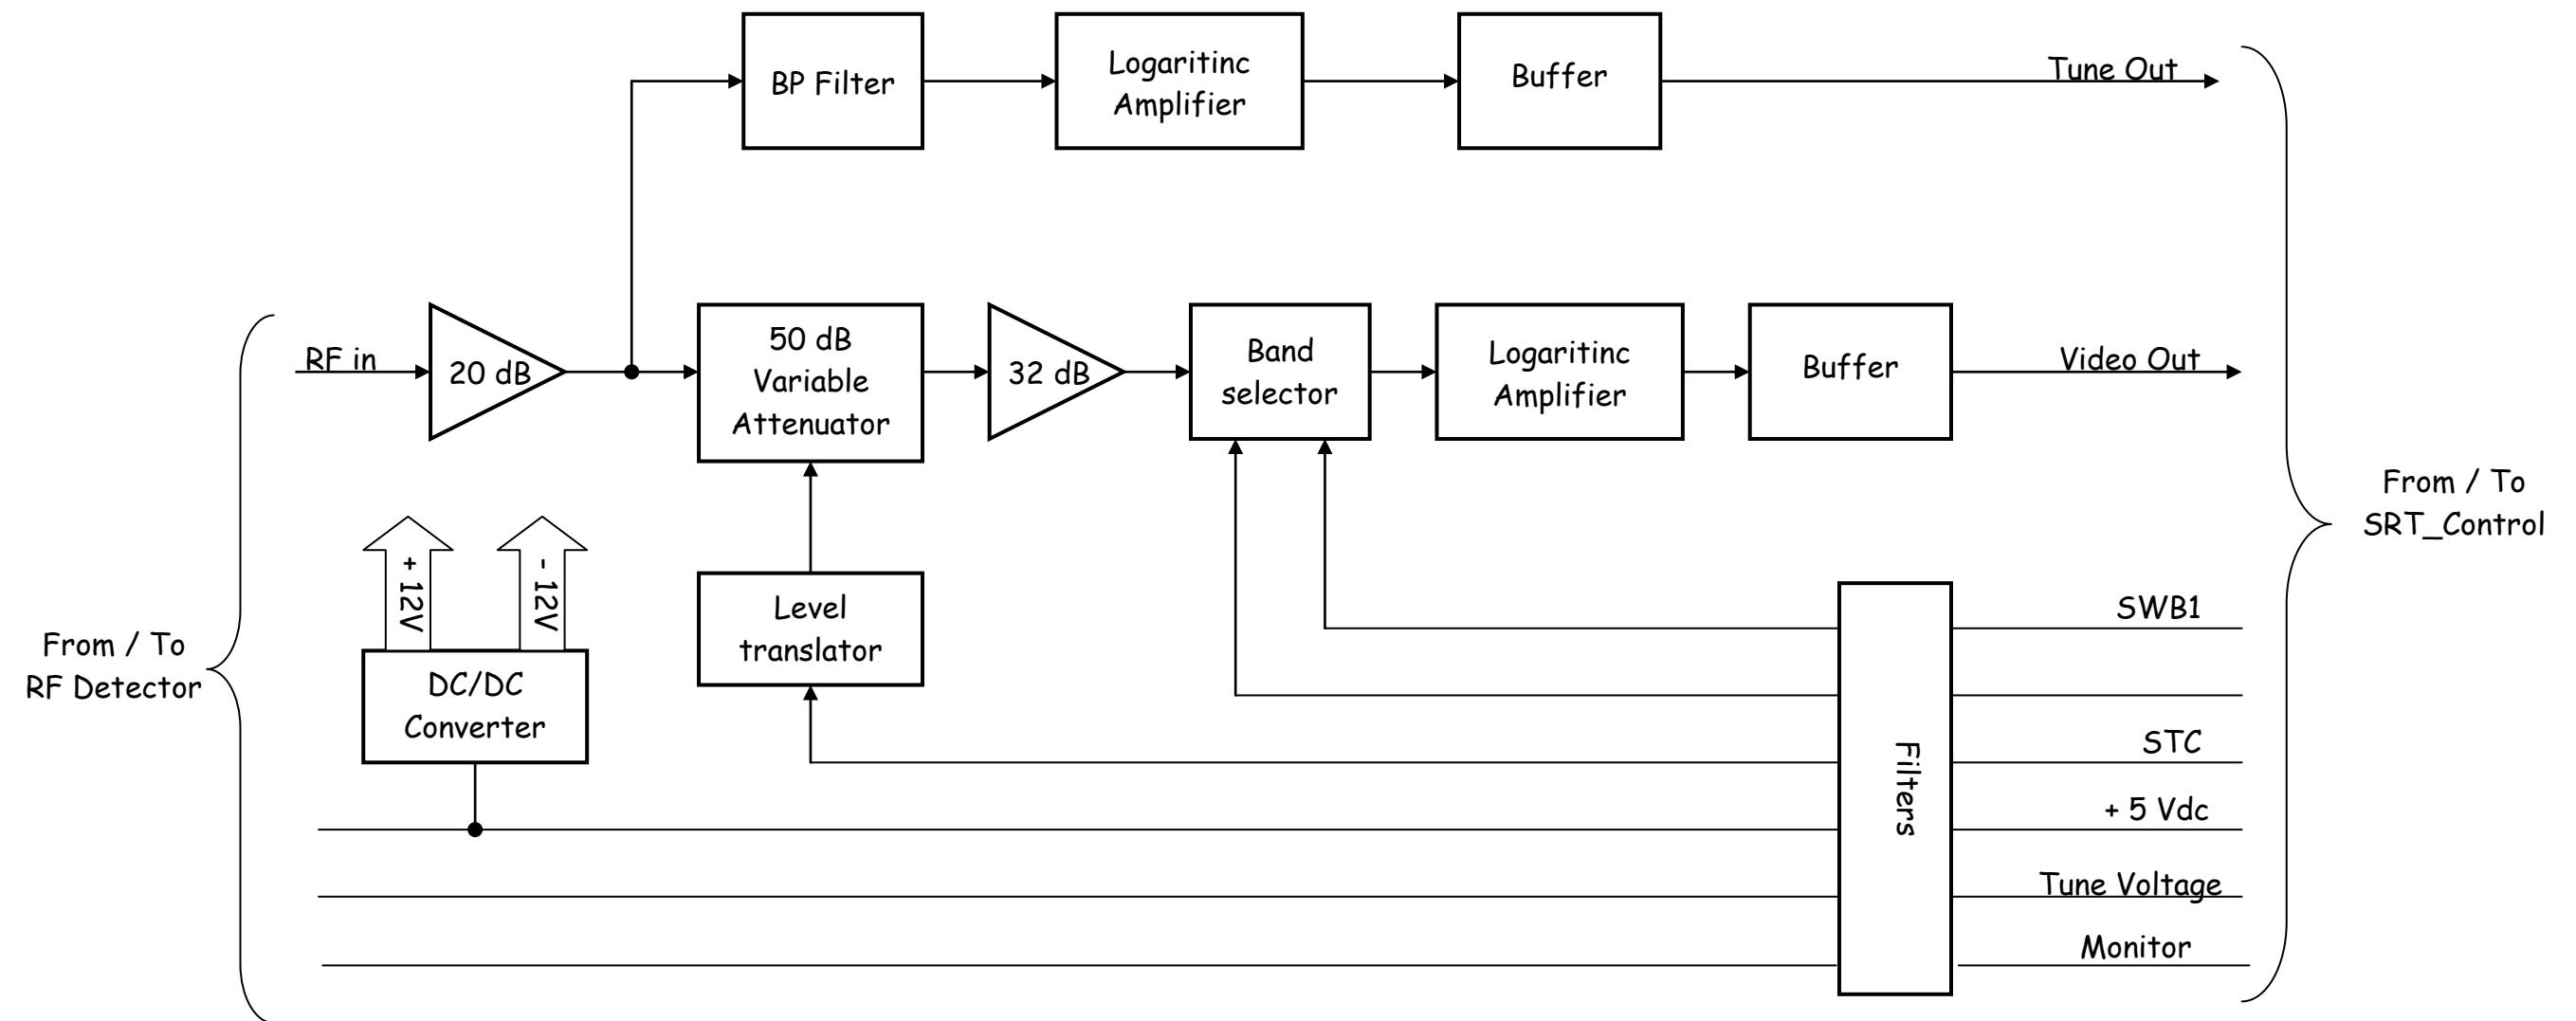 BP Filter
Logaritinc
Amplifier
Buffer
Tune Out
RF in
20 dB
50 dB
Variable
Attenuator
32 dB
Band
selector
Logaritinc
Amplifier
Buffer
Video Out
From / To
SRT_Control
+ 12V
- 12V
Level
translator
SWB1
From / To
RF Detector
DC/DC
Converter
Filters
STC
+ 5 Vdc
Tune Voltage
Monitor